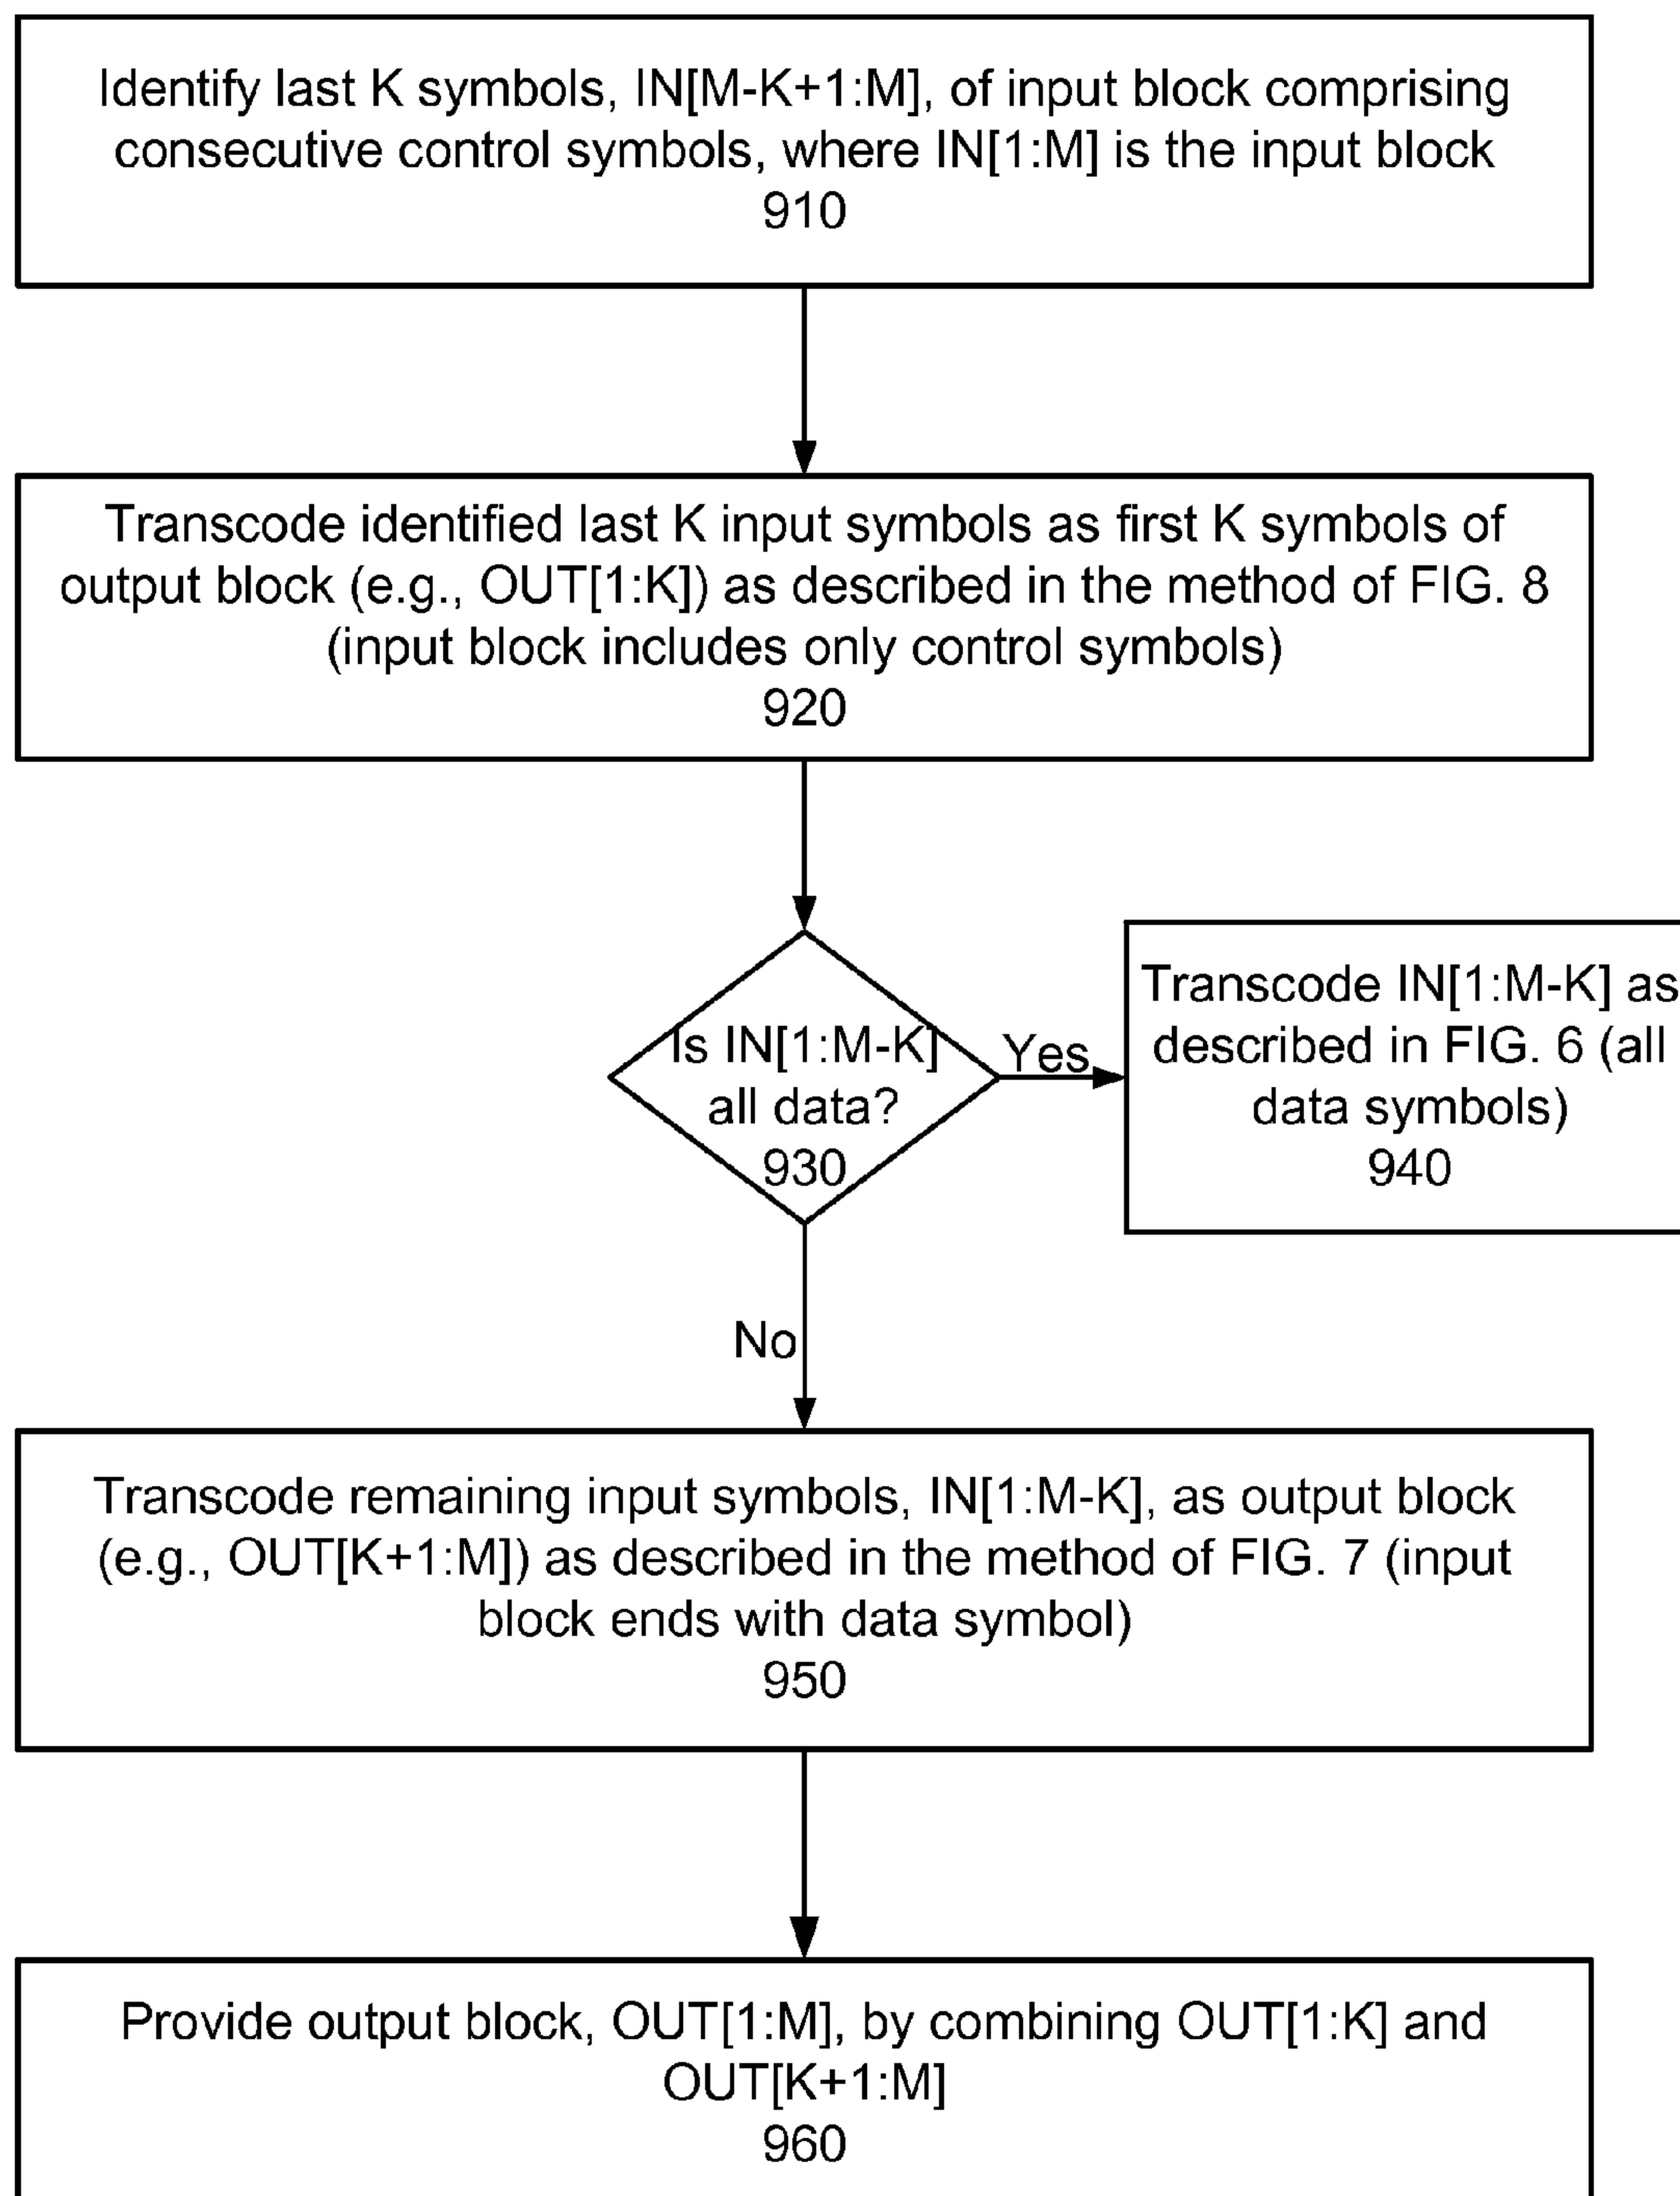 Identify last K symbols, IN[M-K+1:M], of input block comprising
consecutive control symbols, where IN[1:M] is the input block
910
Transcode identified last K input symbols as first K symbols of
output block (e.g., OUT[1:K]) as described in the method of FIG. 8
(input block includes only control symbols)
920
Is IN[1:M-K]
all data?
930
Yes
Transcode IN[1:M-K] as
described in FIG. 6 (all
data symbols)
940
No
Transcode remaining input symbols, IN[1:M-K], as output block
(e.g., OUT[K+1:M]) as described in the method of FIG. 7 (input
block ends with data symbol)
950
Provide output block, OUT[1:M], by combining OUT[1:K] and
OUT[K+1:M]
960